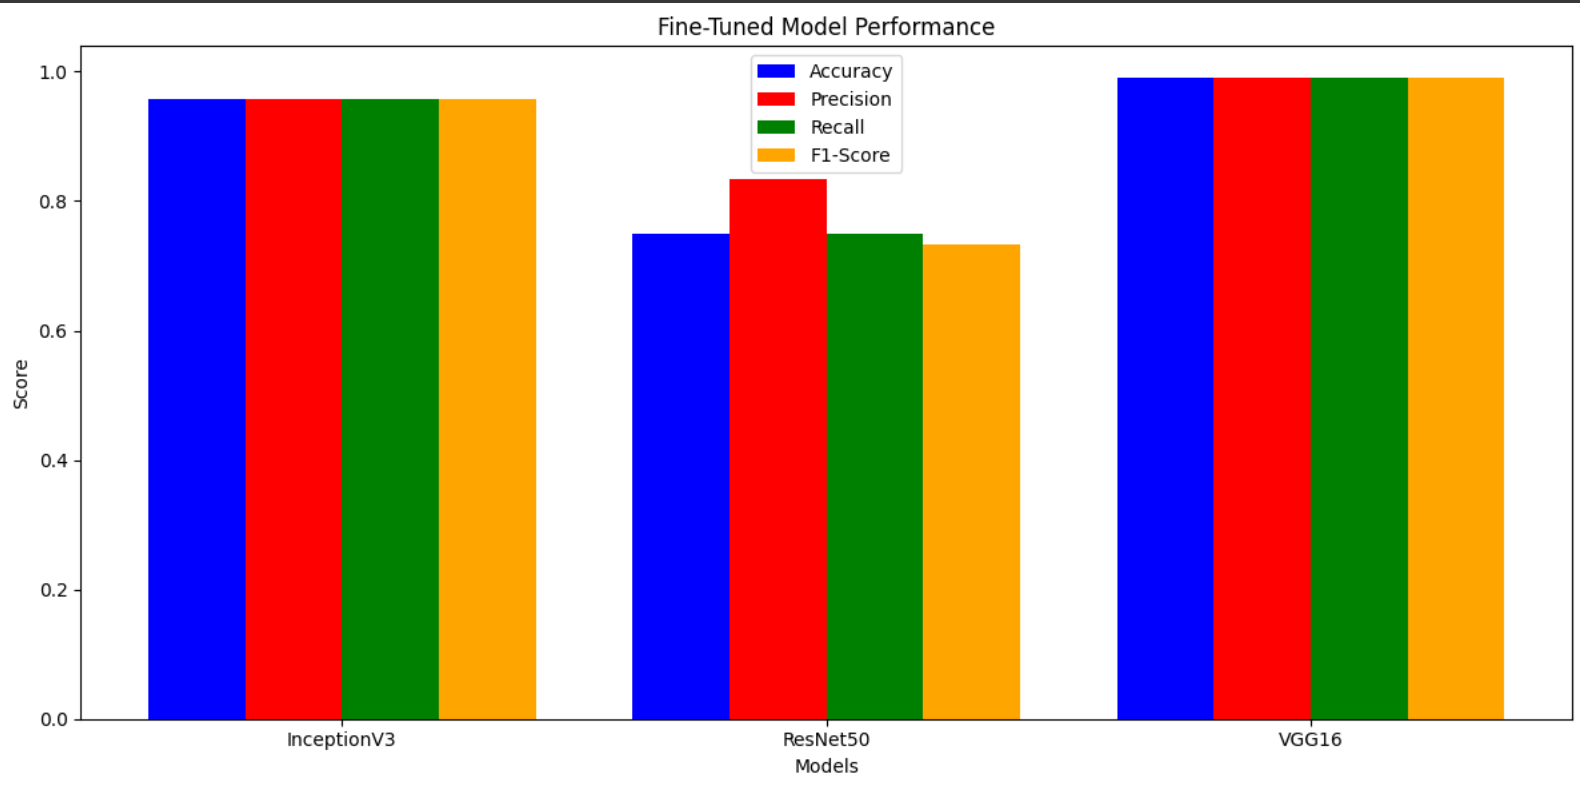 Fine-Tuned Model Performance
Accuracy
Precision
Recall
F1-Score
1.0
0.8
0.6
0.4
0.2
0.0
Score
InceptionV3
ResNet50
VGG16
Models